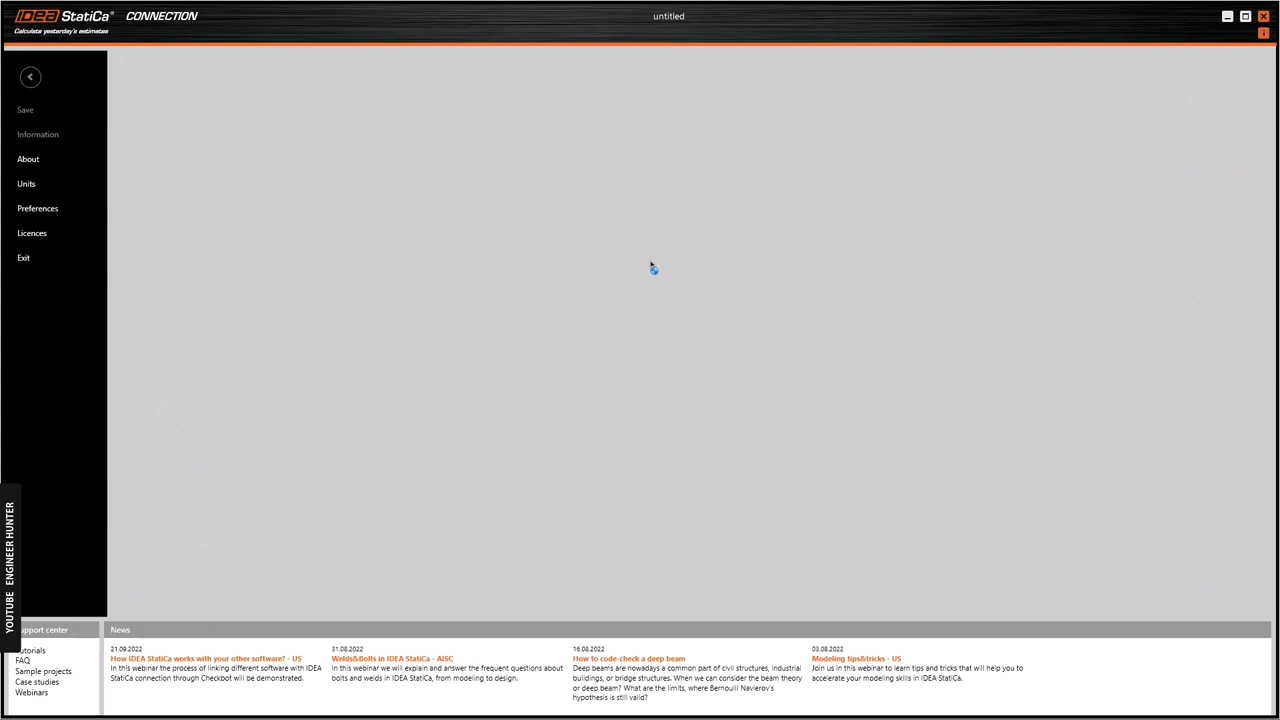 IDEA StatiCa® CONNECTION
Calculate yesterday's estimates
untitled
Save
Information
About
Units
Preferences
Licences
Exit
YOUTUBE ENGINEER HUNTER
upport center
utorials
FAQ
Sample projects
Case studies
Webinars
News
21.09.2022
How IDEA StatiCa works with your other software? - US
In this webinar the process of linking different software with IDEA
StatiCa connection through Checkbot will be demonstrated.
31.08.2022
Welds&Bolts in IDEA StatiCa - AISC
In this webinar we will explain and answer the frequent questions about
bolts and welds in IDEA StatiCa, from modeling to design.
16.08.2022
How to code-check a deep beam
Deep beams are nowadays a common part of civil structures, industrial
buildings, or bridge structures. When we can consider the beam theory
or deep beam? What are the limits, where Bernoulli Navierov's
hypothesis is still valid?
03.08.2022
Modeling tips&tricks - US
Join us in this webinar to learn tips and tricks that will help you to
accelerate your modeling skills in IDEA StatiCa.